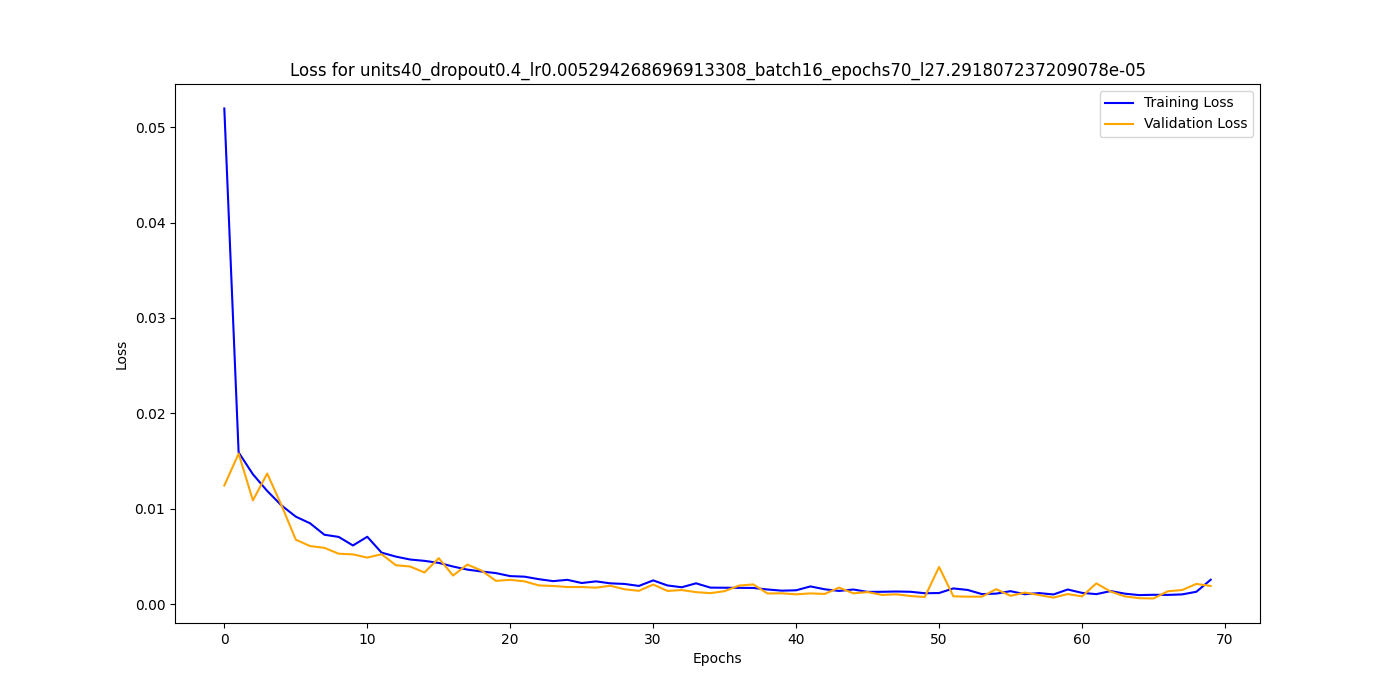 Loss for units40_dropout0.4_lr0.005294268696913308_batch16_epochs70_l27.291807237209078e-05
Training Loss
Validation Loss
0.05
0.04
0.03
0.02
0.01
0.00
Loss
0 10 20 30 40 50 60 70
Epochs